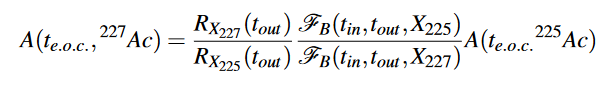 A(t_{e.o.c.}, ^{227}Ac) = \frac{R_{X_{227}}(t_{out})}{R_{X_{225}}(t_{out})} \frac{\mathscr{F}_B(t_{in}, t_{out}, X_{225})}{\mathscr{F}_B(t_{in}, t_{out}, X_{227})} A(t_{e.o.c.} ^{225}Ac)